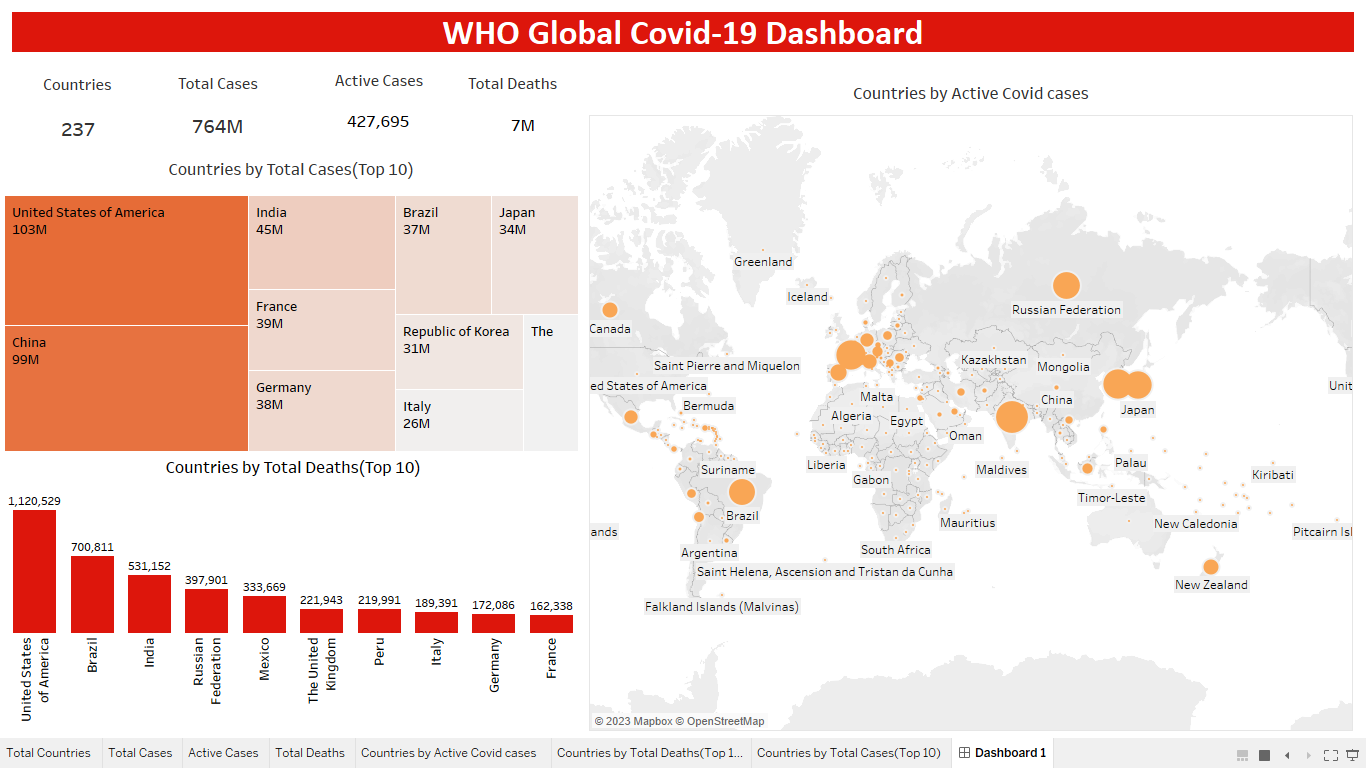 WHO Global Covid-19 Dashboard
Countries
237
Total Cases
764M
Active Cases
427,695
Total Deaths
7M
Countries by Total Cases(Top 10)
United States of America
103M
China
99M
India
45M
France
39M
Germany
38M
Brazil
37M
Japan
34M
Republic of Korea
31M
Italy
26M
The
Countries by Total Deaths(Top 10)
1,120,529
700,811
531,152
397,901
333,669
221,943
219,991
189,391
172,086
162,338
United States
of America
Brazil
India
Russian
Federation
Mexico
The United
Kingdom
Peru
Italy
Germany
France
Countries by Active Covid cases
Greenland
Iceland
Russian Federation
Canada
Saint Pierre and Miquelon
Kazakhstan
Mongolia
ed States of America
Unit
Malta
China
Bermuda
Japan
Algeria
Egypt
Oman
Liberia
Suriname
Maldives
Palau
Gabon
Kiribati
Timor-Leste
Brazil
Mauritius
New Caledonia
ands
Pitcairn Isl
Argentina
South Africa
Saint Helena, Ascension and Tristan da Cunha
New Zealand
Falkland Islands (Malvinas)
© 2023 Mapbox © OpenStreetMap
Total Countries
Total Cases
Active Cases
Total Deaths
Countries by Active Covid cases
Countries by Total Deaths(Top 1...
Countries by Total Cases(Top 10)
Dashboard 1